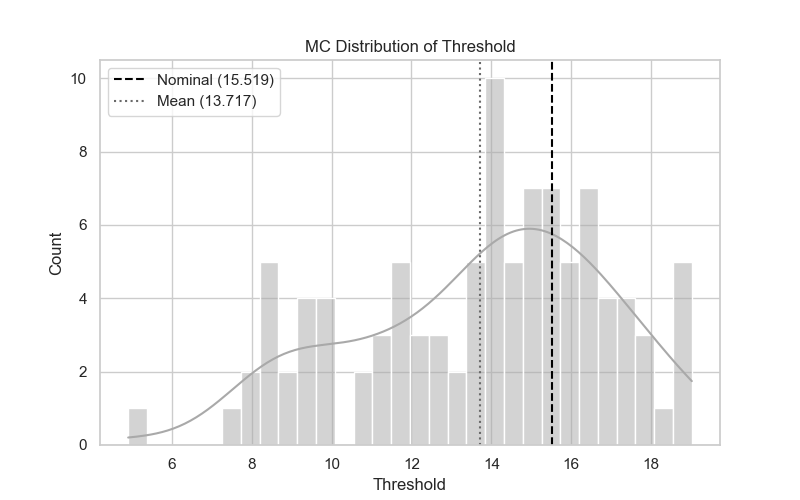 MC Distribution of Threshold
Nominal (15.519)
Mean (13.717)
Count
10
8
6
4
2
0
6 8 10 12 14 16 18
Threshold